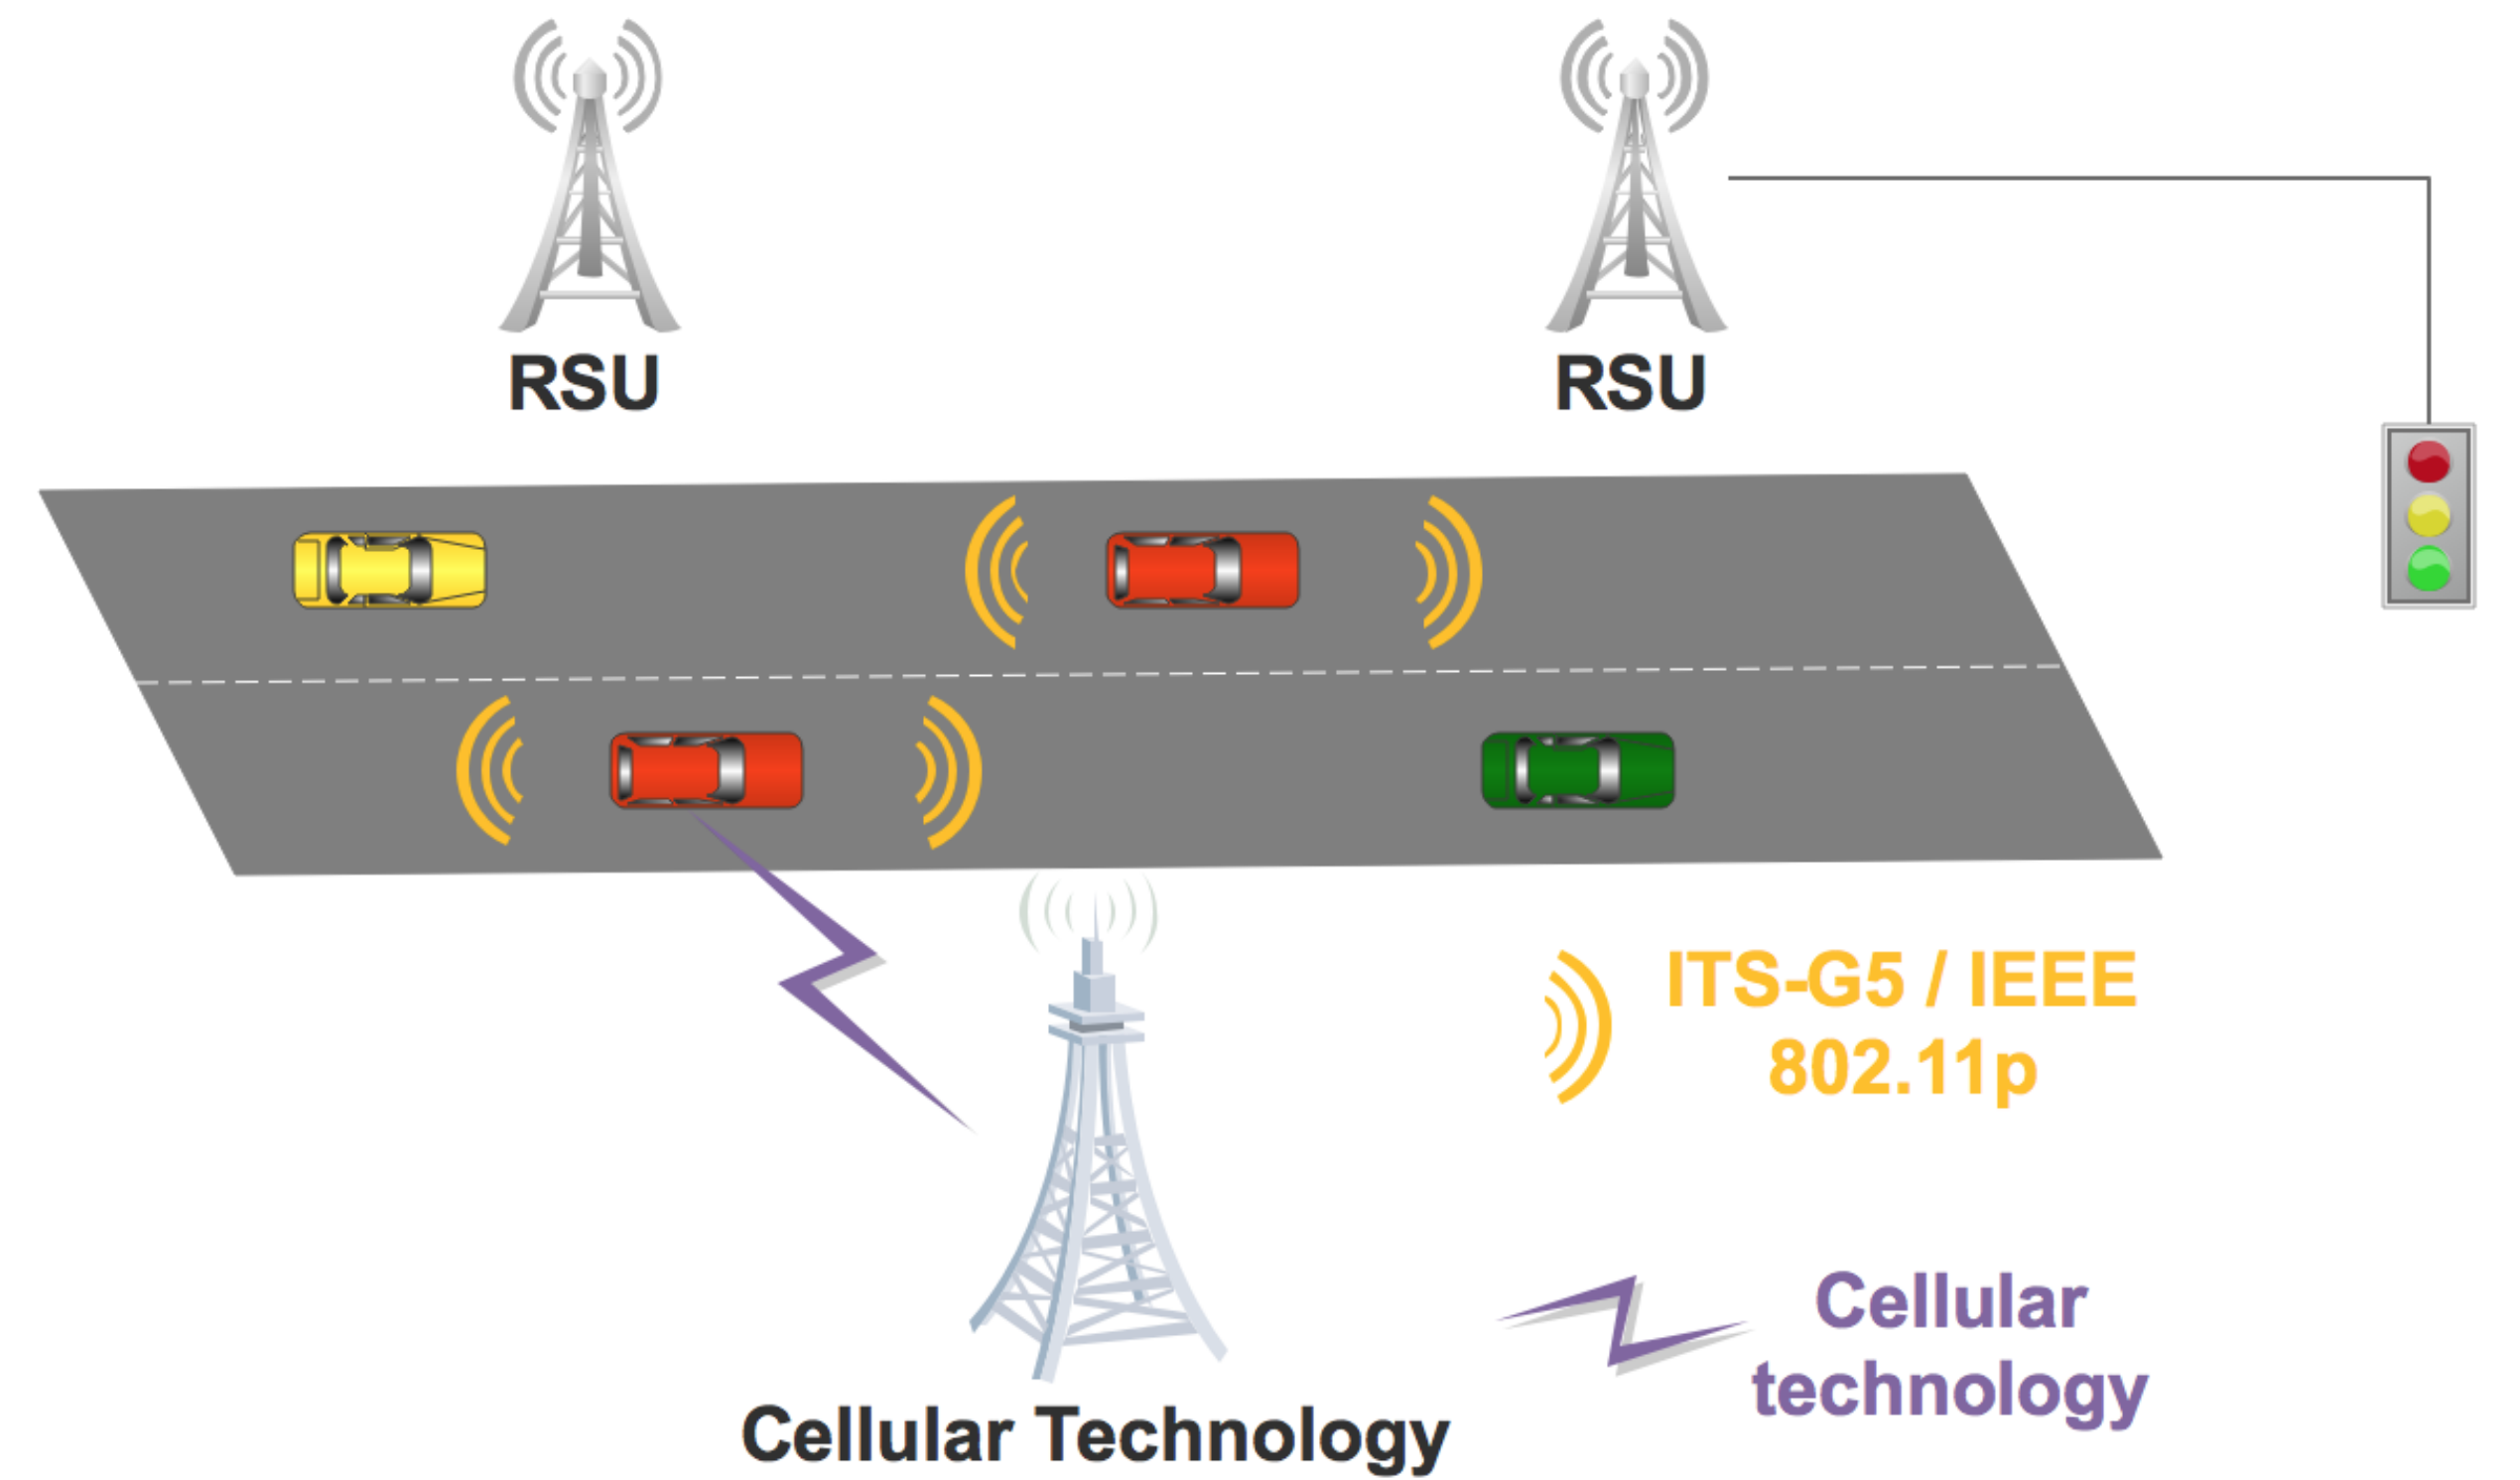 RSU
RSU
ITS-G5 / IEEE
802.11p
Cellular
technology
Cellular Technology